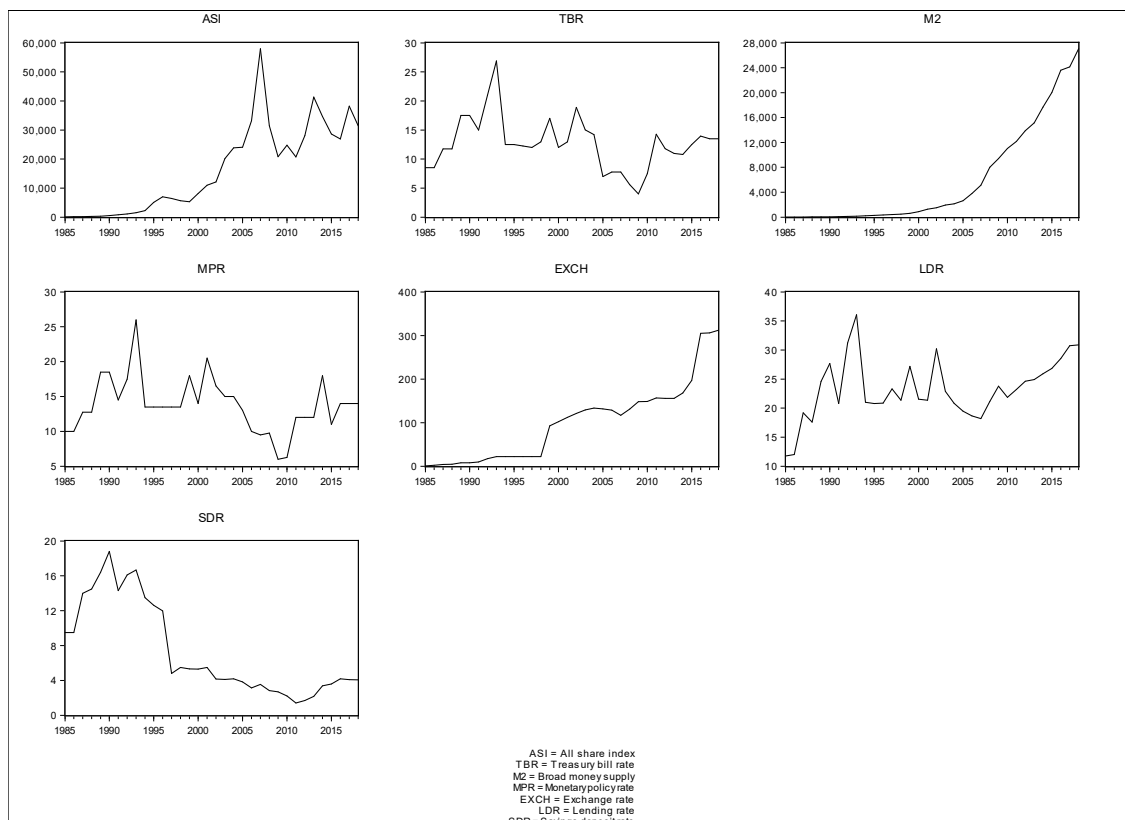 ASI
TBR
M2
60,000
50,000
40,000
30,000
20,000
10,000
0
1985 1990 1995 2000 2005 2010 2015
30
25
20
15
10
5
0
1985 1990 1995 2000 2005 2010 2015
28,000
24,000
20,000
16,000
12,000
8,000
4,000
0
1985 1990 1995 2000 2005 2010 2015
MPR
EXCH
LDR
30
25
20
15
10
5
1985 1990 1995 2000 2005 2010 2015
400
300
200
100
0
1985 1990 1995 2000 2005 2010 2015
40
35
30
25
20
15
10
1985 1990 1995 2000 2005 2010 2015
SDR
20
16
12
8
4
0
1985 1990 1995 2000 2005 2010 2015
ASI = All share index
TBR = Treasury bill rate
M2 = Broad money supply
MPR = Monetary policy rate
EXCH = Exchange rate
LDR = Lending rate
SDR = Savings deposit rate